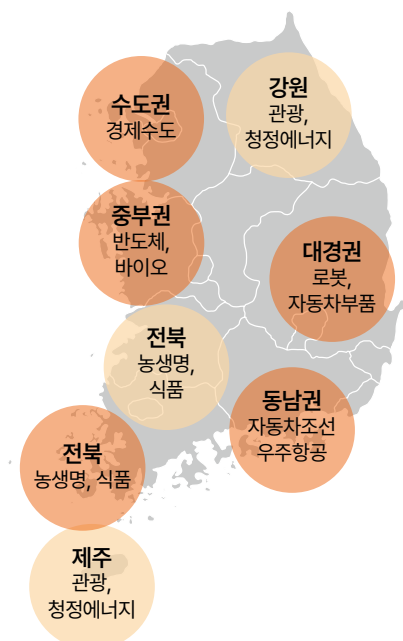 수도권
경제수도
강원
관광,
청정에너지
중부권
반도체,
바이오
대경권
로봇,
자동차부품
전북
농생명,
식품
동남권
자동차조선
우주항공
전북
농생명, 식품
제주
관광,
청정에너지